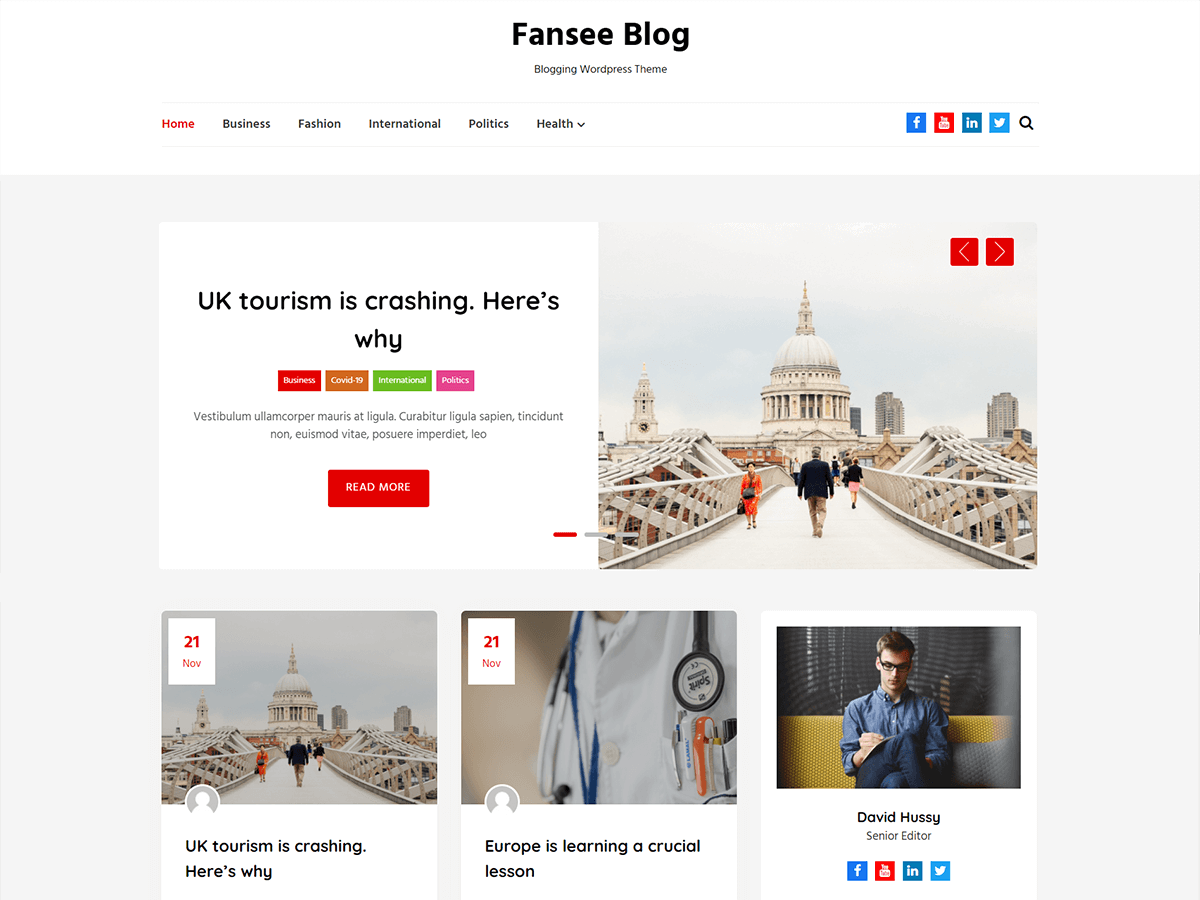 Fansee Blog
Blogging Wordpress Theme
Home Business Fashion International Politics Health
UK tourism is crashing. Here’s
why
Business Covid-19 International Politics
Vestibulum ullamcorper mauris at ligula. Curabitur ligula sapien, tincidunt
non, euismod vitae, posuere imperdiet, leo
READ MORE
21
Nov
21
Nov
Spirit
UK tourism is crashing.
Here’s why
Europe is learning a crucial
lesson
David Hussy
Senior Editor